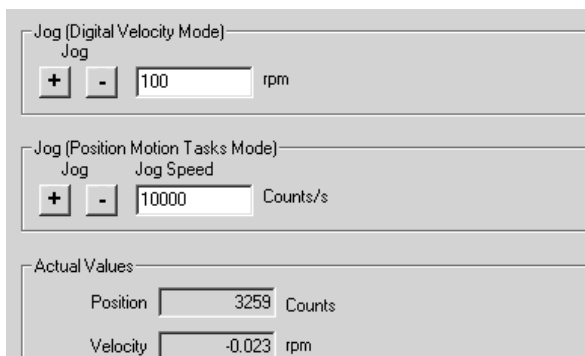 Jog (Digital Velocity Mode)
Jog
+ - 100 rpm
Jog (Position Motion Tasks Mode)
Jog Jog Speed
+ - 10000 Counts/s
Actual Values
Position 3259 Counts
Velocity -0.023 rpm